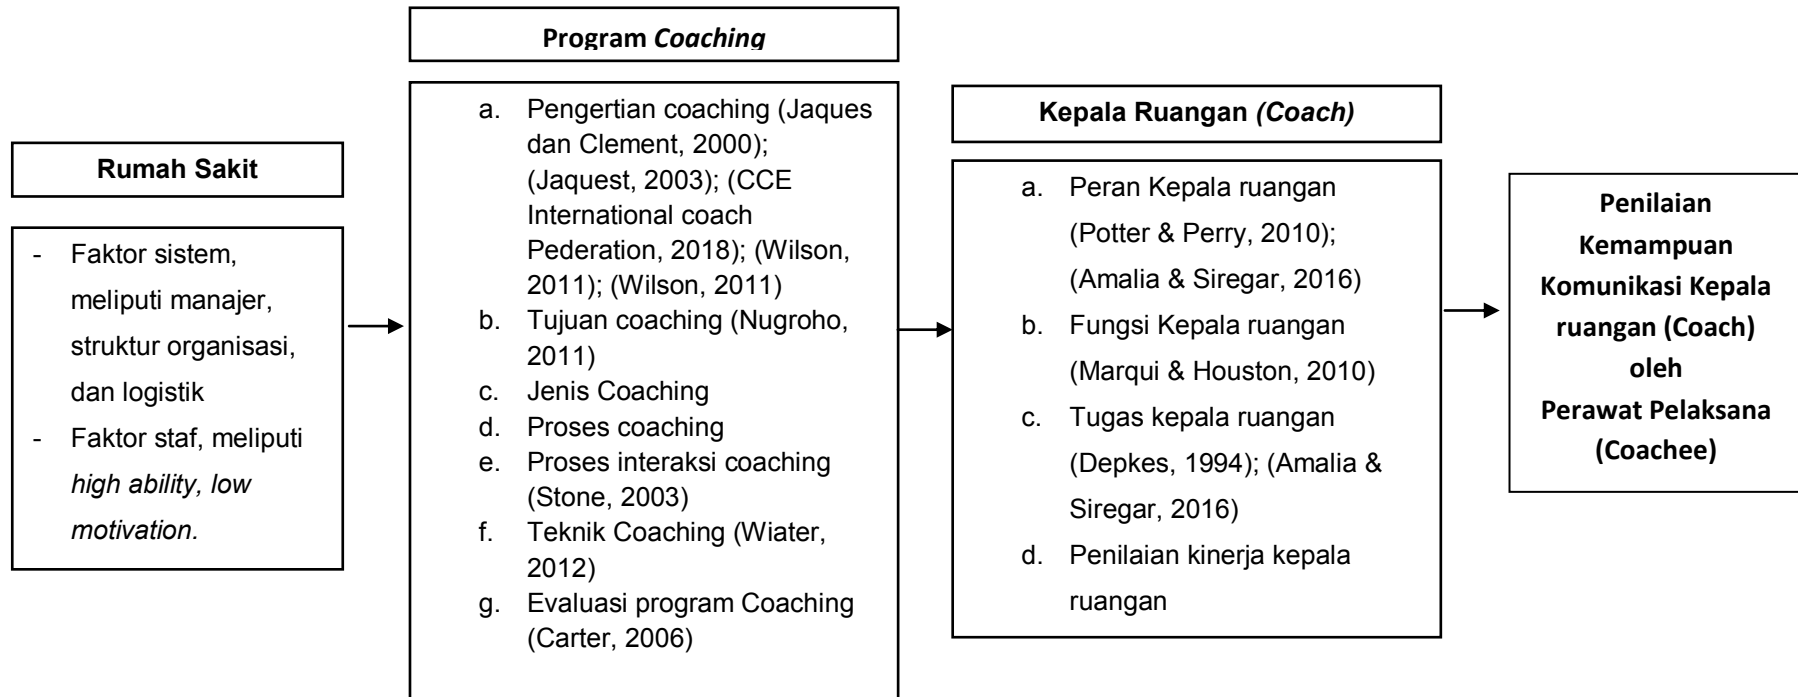 Rumah Sakit
- Faktor sistem,
meliputi manajer,
struktur organisasi,
dan logistik
- Faktor staf, meliputi
high ability, low
motivation.
Program Coaching
a. Pengertian coaching (Jaques
dan Clement, 2000);
(Jaquest, 2003); (CCE
International coach
Pederation, 2018); (Wilson,
2011); (Wilson, 2011)
b. Tujuan coaching (Nugroho,
2011)
c. Jenis Coaching
d. Proses coaching
e. Proses interaksi coaching
(Stone, 2003)
f. Teknik Coaching (Wiater,
2012)
g. Evaluasi program Coaching
(Carter, 2006)
Kepala Ruangan (Coach)
a. Peran Kepala ruangan
(Potter & Perry, 2010);
(Amalia & Siregar, 2016)
b. Fungsi Kepala ruangan
(Marqui & Houston, 2010)
c. Tugas kepala ruangan
(Depkes, 1994); (Amalia &
Siregar, 2016)
d. Penilaian kinerja kepala
ruangan
Penilaian
Kemampuan
Komunikasi Kepala
ruangan (Coach)
oleh
Perawat Pelaksana
(Coachee)